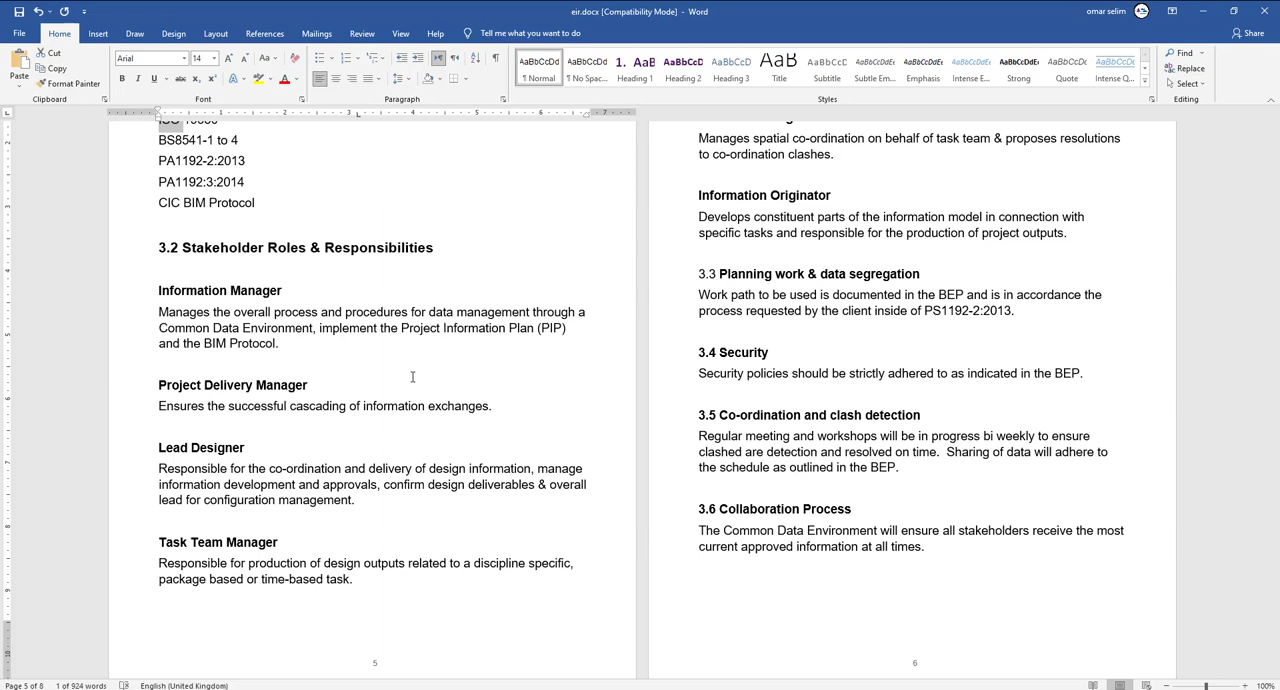 eir.docx [Compatibility Mode] - Word
omar selim
File Home Insert Draw Design Layout References Mailings Review View Help Tell me what you want to do
Share
Paste
Cut
Copy
Format Painter
Clipboard
Arial 14
Font
Paragraph
AaBbCcDd ¶ Normal
AaBbCcDd ¶ No Spac...
1. AaB Heading 1
AaBbCcD Heading 2
AaBbCcD Heading 3
AaB Title
AaBbCcD Subtitle
AaBbCcDdEe Subtle Em...
AaBbCcDdEe Emphasis
AaBbCcDdEe Intense E...
AaBbCcDdEe Strong
AaBbCcDdEe Quote
AaBbCcDdEe Intense Q...
Styles
Find
Replace
Select
Editing
BS8541-1 to 4
PA1192-2:2013
PA1192:3:2014
CIC BIM Protocol
3.2 Stakeholder Roles & Responsibilities
Information Manager
Manages the overall process and procedures for data management through a
Common Data Environment, implement the Project Information Plan (PIP)
and the BIM Protocol.
Project Delivery Manager
Ensures the successful cascading of information exchanges.
Lead Designer
Responsible for the co-ordination and delivery of design information, manage
information development and approvals, confirm design deliverables & overall
lead for configuration management.
Task Team Manager
Responsible for production of design outputs related to a discipline specific,
package based or time-based task.
5
Manages spatial co-ordination on behalf of task team & proposes resolutions
to co-ordination clashes.
Information Originator
Develops constituent parts of the information model in connection with
specific tasks and responsible for the production of project outputs.
3.3 Planning work & data segregation
Work path to be used is documented in the BEP and is in accordance the
process requested by the client inside of PS1192-2:2013.
3.4 Security
Security policies should be strictly adhered to as indicated in the BEP.
3.5 Co-ordination and clash detection
Regular meeting and workshops will be in progress bi weekly to ensure
clashed are detection and resolved on time.  Sharing of data will adhere to
the schedule as outlined in the BEP.
3.6 Collaboration Process
The Common Data Environment will ensure all stakeholders receive the most
current approved information at all times.
6
Page 5 of 8 1 of 924 words English (United Kingdom)
100%